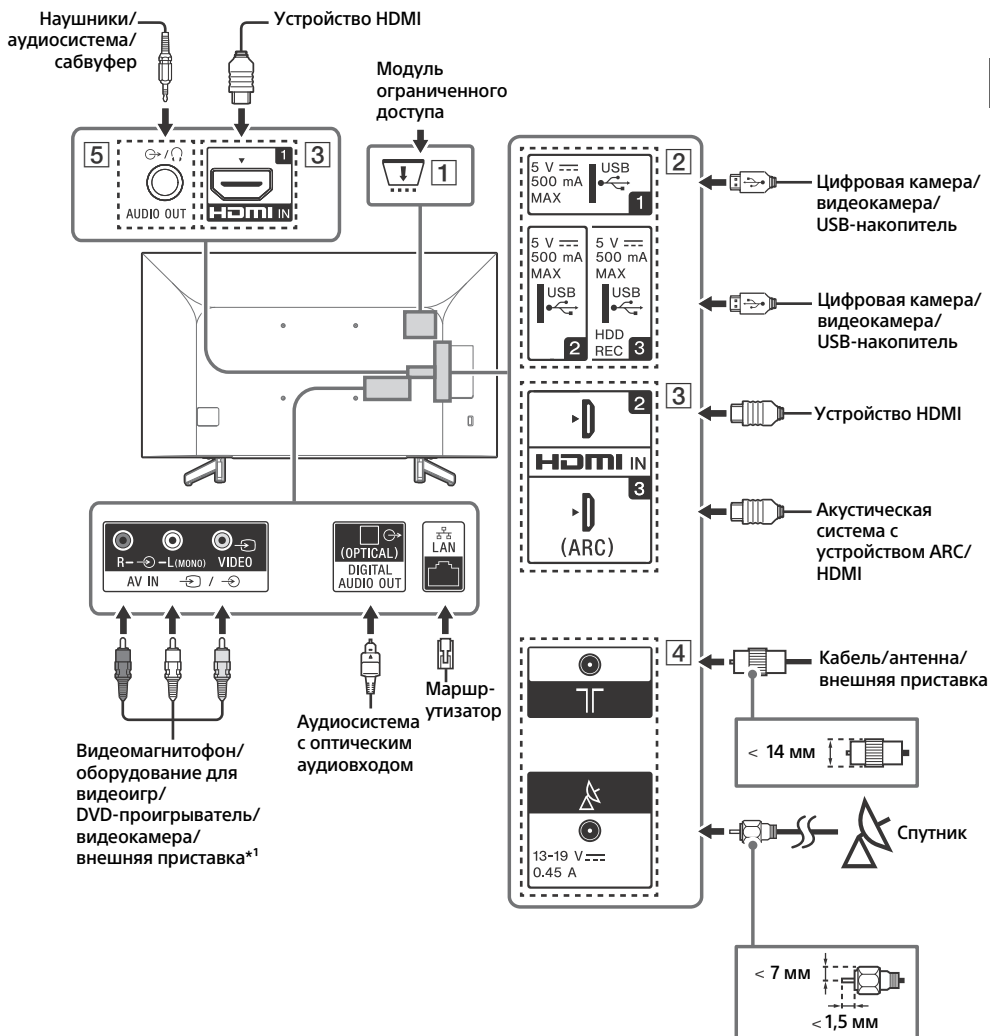 Наушники/
аудиосистема/
сабвуфер
Устройство HDMI
Модуль
ограниченного
доступа
5
AUDIO OUT
1
3
HDMI IN
1
2
5 V
500 mA
MAX
USB
1
Цифровая камера/
видеокамера/
USB-накопитель
5 V
500 mA
MAX
USB
2
5 V
500 mA
MAX
USB
HDD
REC 3
Цифровая камера/
видеокамера/
USB-накопитель
3
2
Устройство HDMI
HDMI IN
3
(ARC)
Акустическая
система с
устройством ARC/
HDMI
R
L(MONO)
VIDEO
AV IN
/
(OPTICAL)
DIGITAL
AUDIO OUT
LAN
4
Кабель/антенна/
внешняя приставка
< 14 мм
Видеомагнитофон/
оборудование для
видеоигр/
DVD-проигрыватель/
видеокамера/
внешняя приставка*1
Аудиосистема
с оптическим
аудиовходом
Маршр-
утизатор
13-19 V
0.45 A
Спутник
< 7 мм
< 1,5 мм